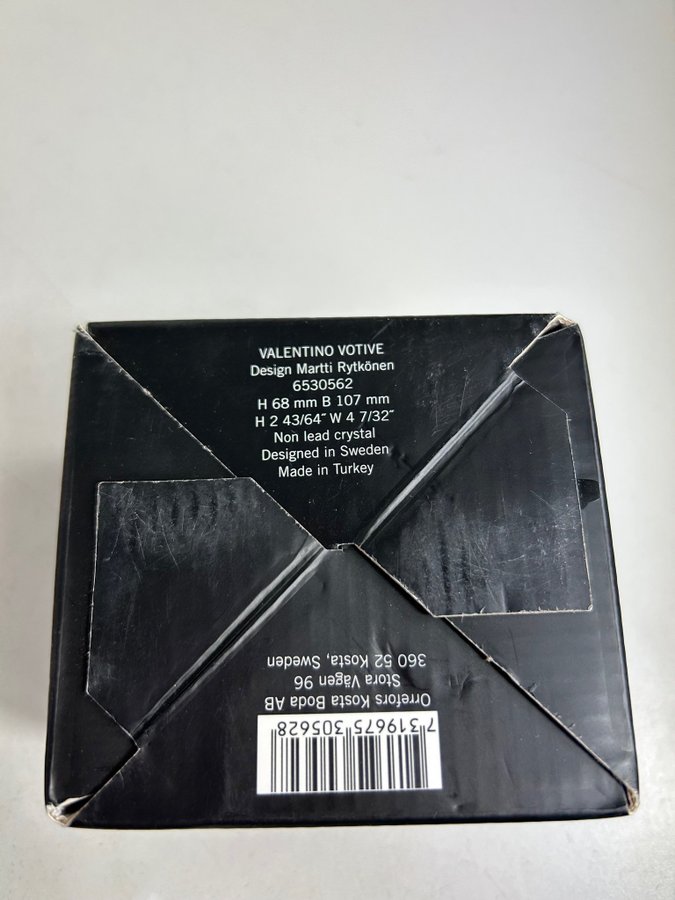 VALENTINO VOTIVE
Design Martti Rytkönen
6530562
H 68 mm B 107 mm
H 2 43/64″ W 4 7/32″
Non lead crystal
Designed in Sweden
Made in Turkey
Orrefors Kosta Boda AB
Stora Vägen 96
360 52 Kosta, Sweden
7 319675 305628